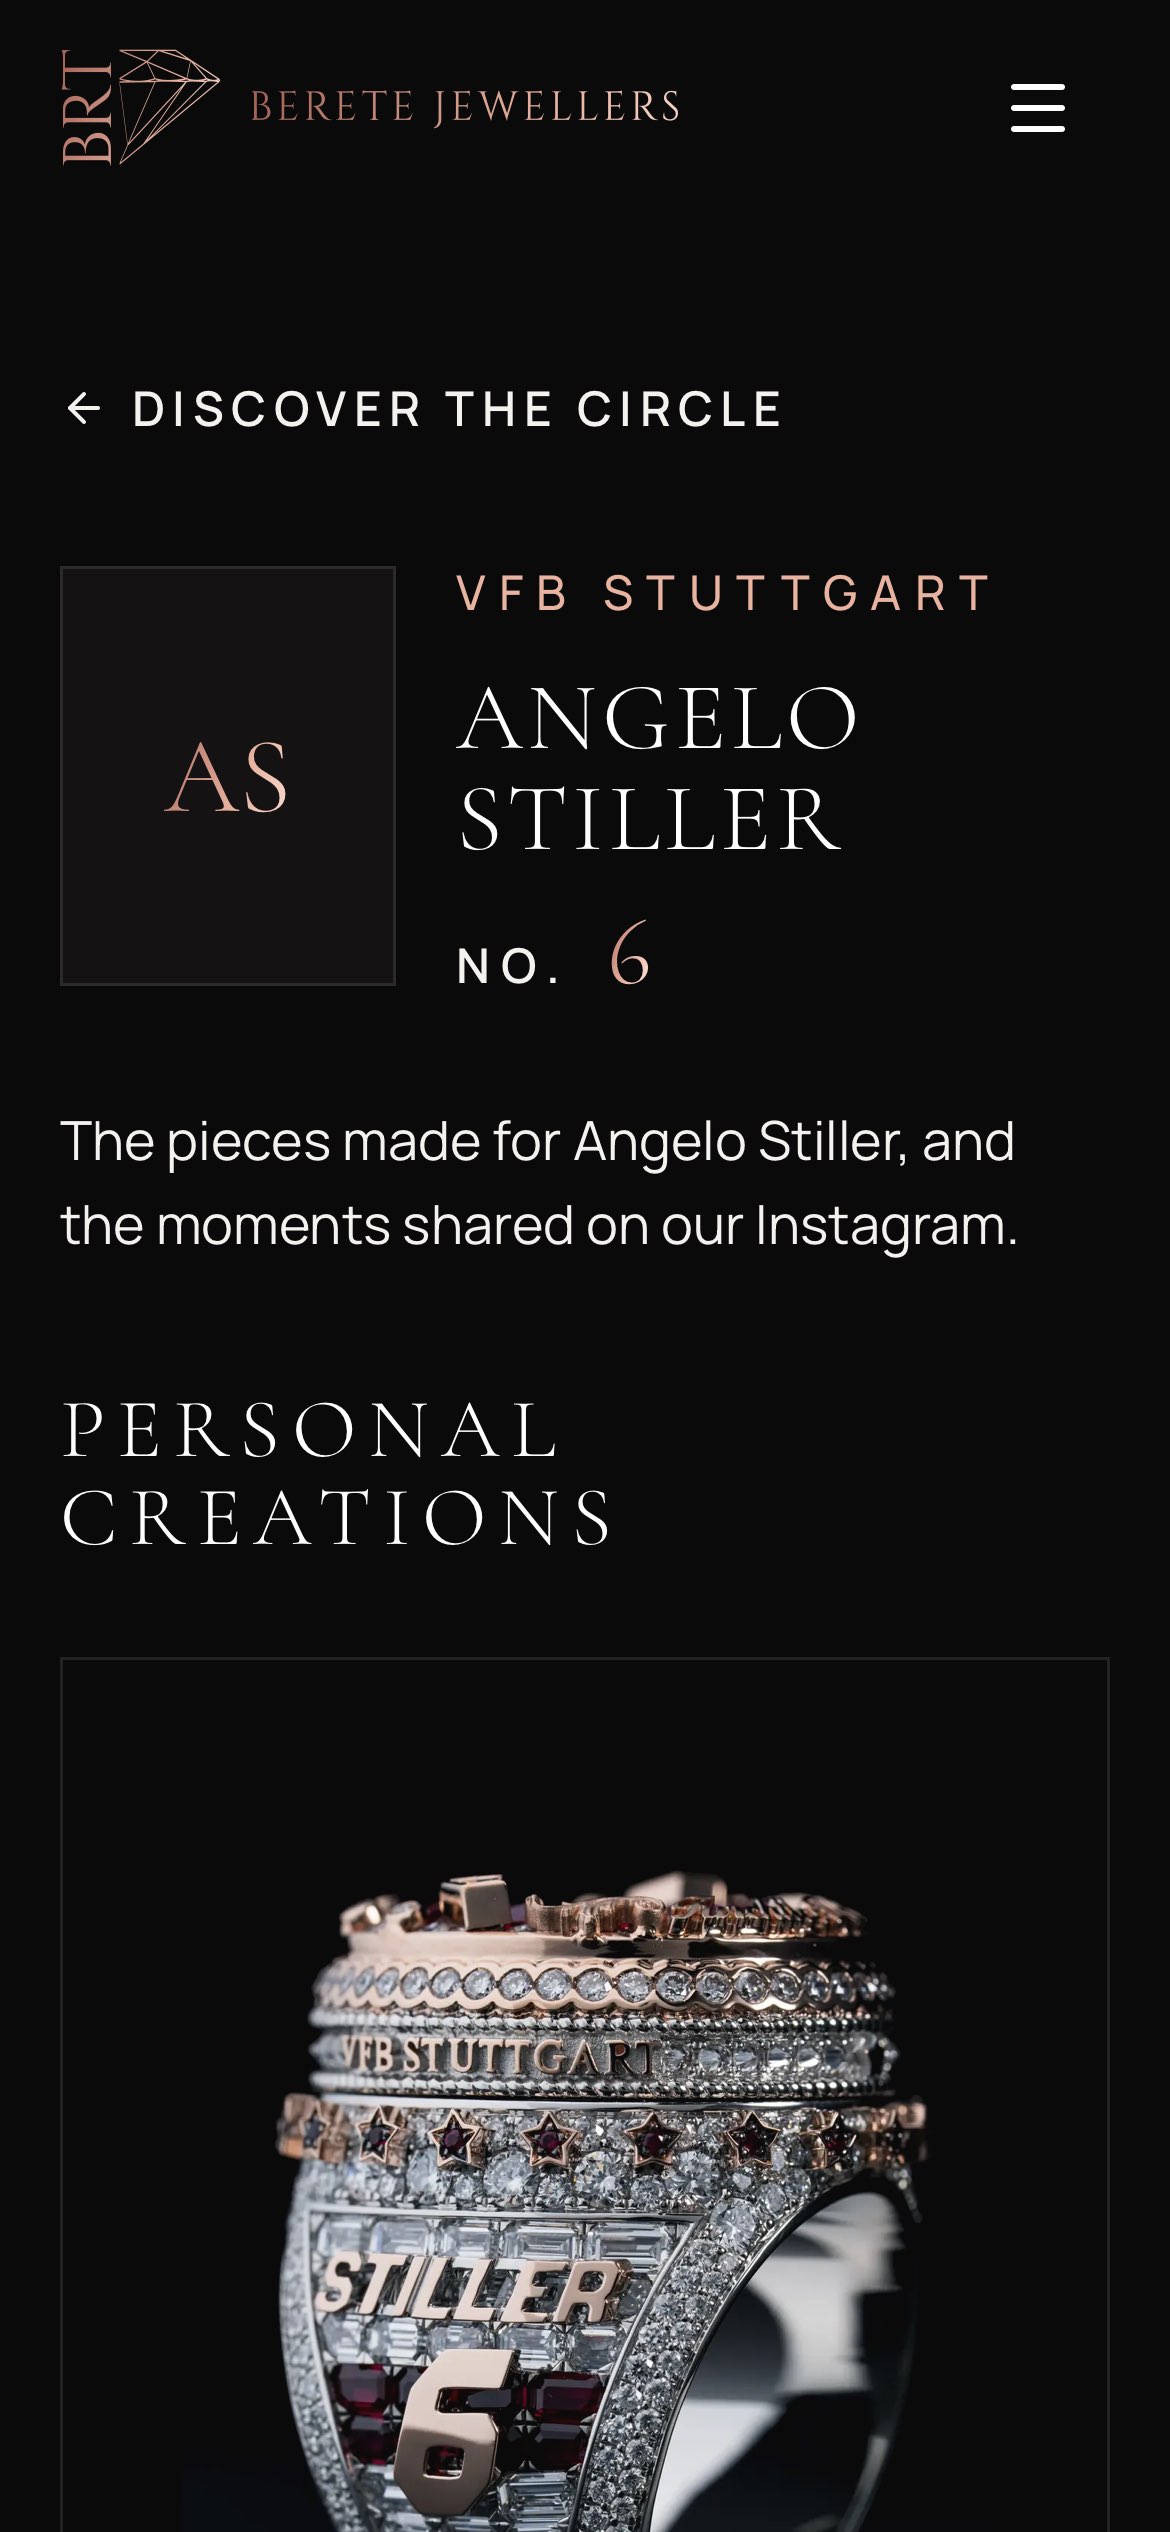 BRT
BERETE JEWELLERS
← DISCOVER THE CIRCLE
AS
VFB STUTTGART
ANGELO
STILLER
NO. 6
The pieces made for Angelo Stiller, and
the moments shared on our Instagram.
PERSONAL
CREATIONS
VFB STUTTGART
STILLER
6